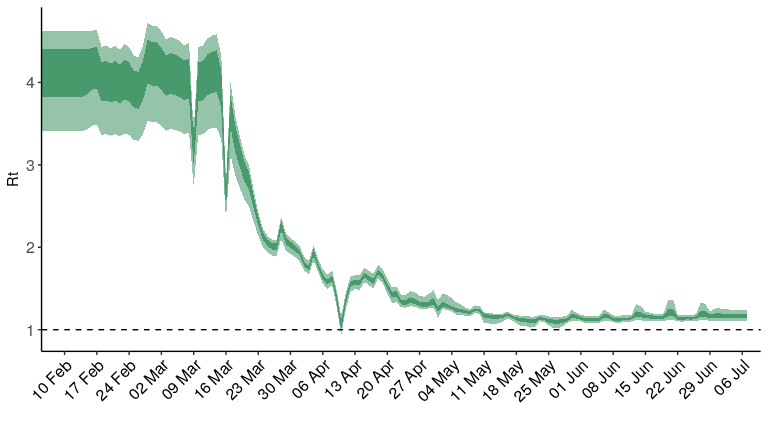 4
3
2
1
Rt
10 Feb
17 Feb
24 Feb
02 Mar
09 Mar
16 Mar
23 Mar
30 Mar
06 Apr
13 Apr
20 Apr
27 Apr
04 May
11 May
18 May
25 May
01 Jun
08 Jun
15 Jun
22 Jun
29 Jun
06 Jul